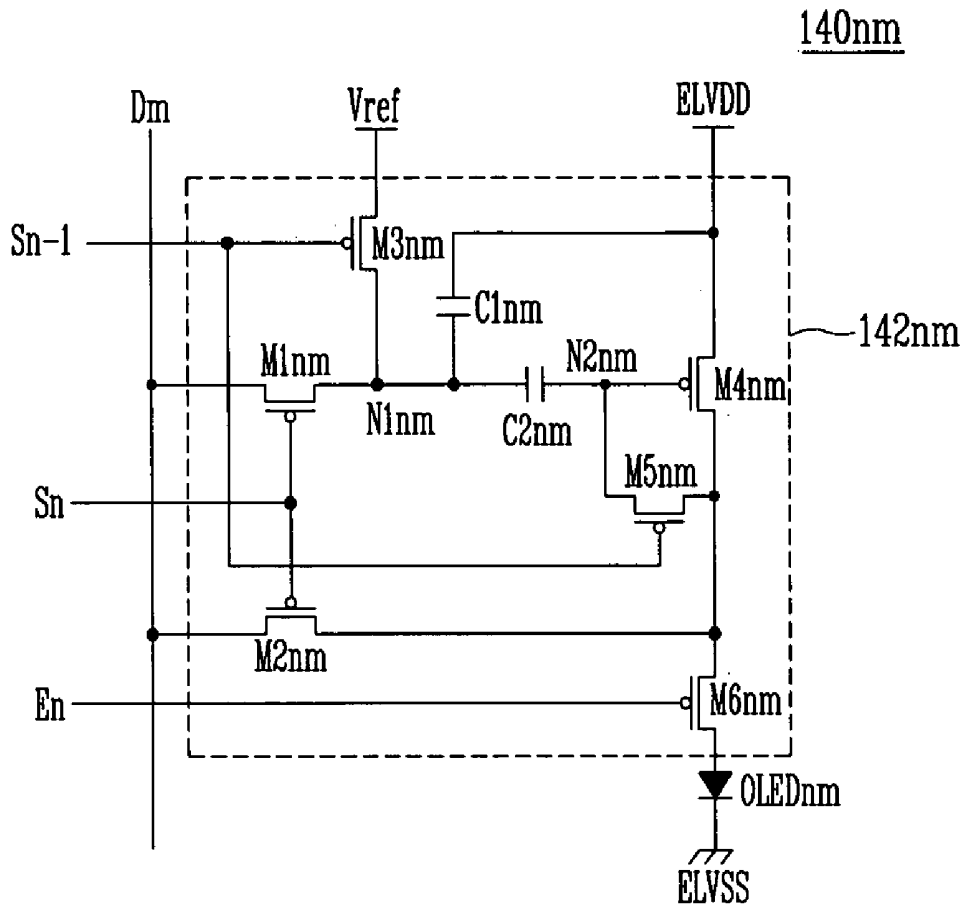 140nm
Dm
Vref
ELVDD
Sn-1
M3nm
C1nm
142nm
M1nm
N2nm
M4nm
N1nm
C2nm
M5nm
Sn
M2nm
En
M6nm
OLEDnm
ELVSS